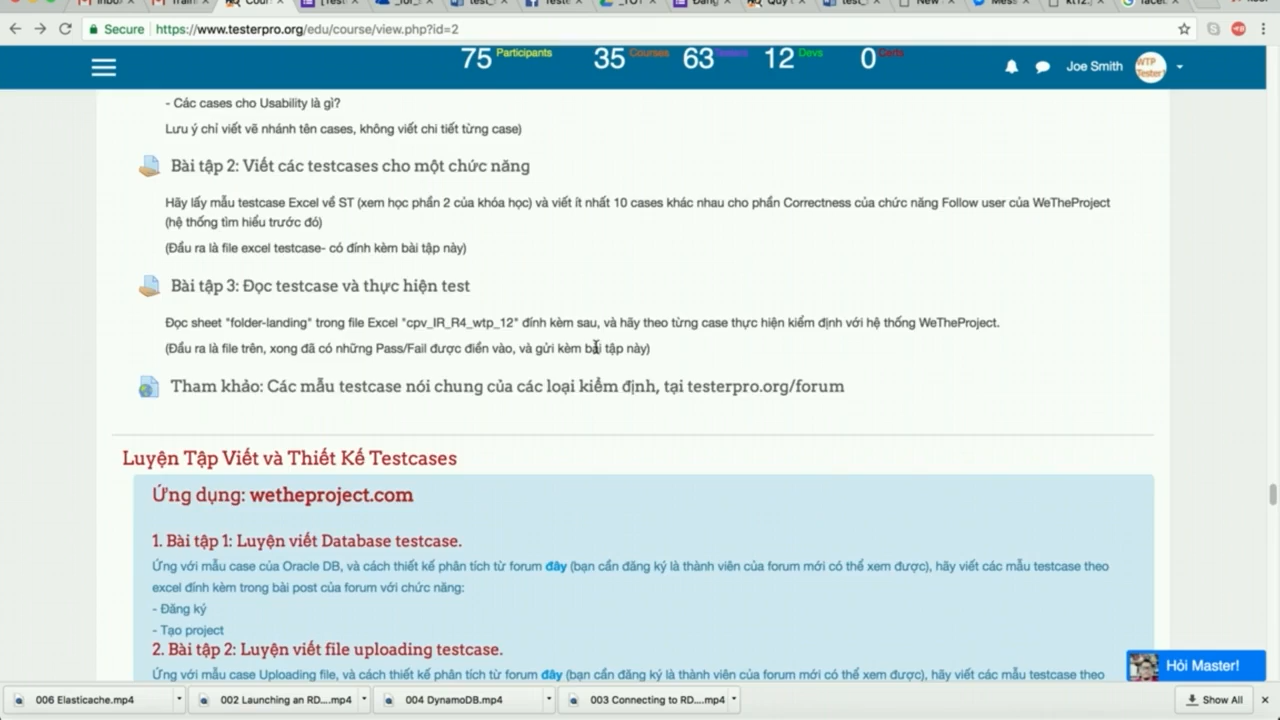 Secure https://www.testerpro.org/edu/course/view.php?id=2
75 Participants 35 Courses 63 Testers 12 Devs 0
Joe Smith
- Các cases cho Usability là gì?
Lưu ý chỉ viết vẽ nhánh tên cases, không viết chi tiết từng case)
Bài tập 2: Viết các testcases cho một chức năng
Hãy lấy mẫu testcase Excel về ST (xem học phần 2 của khóa học) và viết ít nhất 10 cases khác nhau cho phần Correctness của chức năng Follow user của WeTheProject
(hệ thống tìm hiểu trước đó)
(Đầu ra là file excel testcase- có đính kèm bài tập này)
Bài tập 3: Đọc testcase và thực hiện test
Đọc sheet "folder-landing" trong file Excel "cpv_IR_R4_wtp_12" đính kèm sau, và hãy theo từng case thực hiện kiểm định với hệ thống WeTheProject.
(Đầu ra là file trên, xong đã có những Pass/Fail được điền vào, và gửi kèm bài tập này)
Tham khảo: Các mẫu testcase nói chung của các loại kiểm định, tại testerpro.org/forum
Luyện Tập Viết và Thiết Kế Testcases
Ứng dụng: wetheproject.com
1. Bài tập 1: Luyện viết Database testcase.
Ứng với mẫu case của Oracle DB, và cách thiết kế phân tích từ forum đây (bạn cần đăng ký là thành viên của forum mới có thể xem được), hãy viết các mẫu testcase theo
excel đính kèm trong bài post của forum với chức năng:
- Đăng ký
- Tạo project
2. Bài tập 2: Luyện viết file uploading testcase.
Ứng với mẫu case Uploading file, và cách thiết kế phân tích từ forum đây (bạn cần đăng ký là thành viên của forum mới có thể xem được), hãy viết các mẫu testcase theo
Hỏi Master!
006 Elasticache.mp4 002 Launching an RD....mp4 004 DynamoDB.mp4 003 Connecting to RD....mp4 Show All